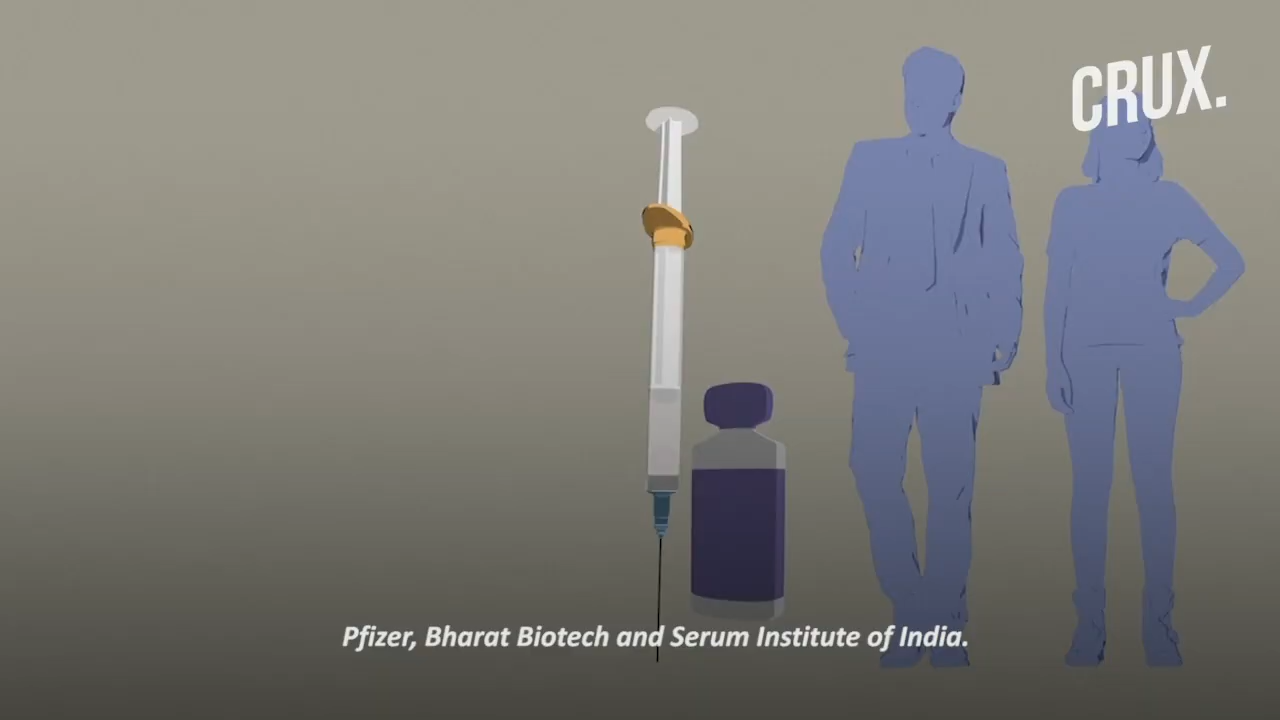 CRUX.
Pfizer, Bharat Biotech and Serum Institute of India.